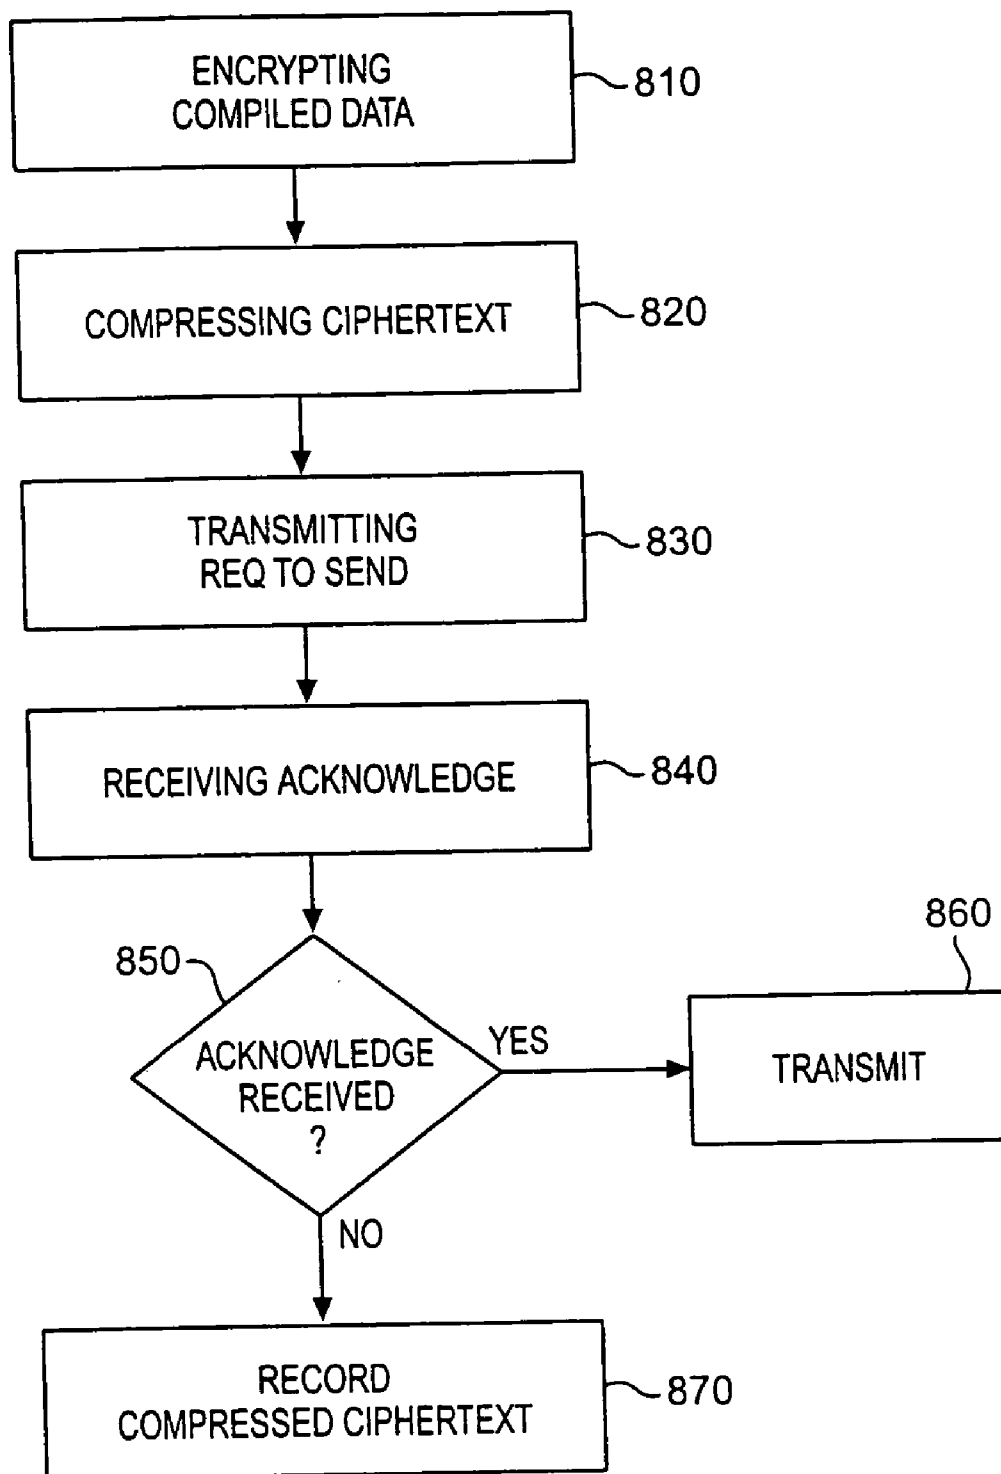 ENCRYPTING
COMPILED DATA
810
COMPRESSING CIPHERTEXT
820
TRANSMITTING
REQ TO SEND
830
RECEIVING ACKNOWLEDGE
840
850
ACKNOWLEDGE
RECEIVED
?
YES
860
TRANSMIT
NO
RECORD
COMPRESSED CIPHERTEXT
870